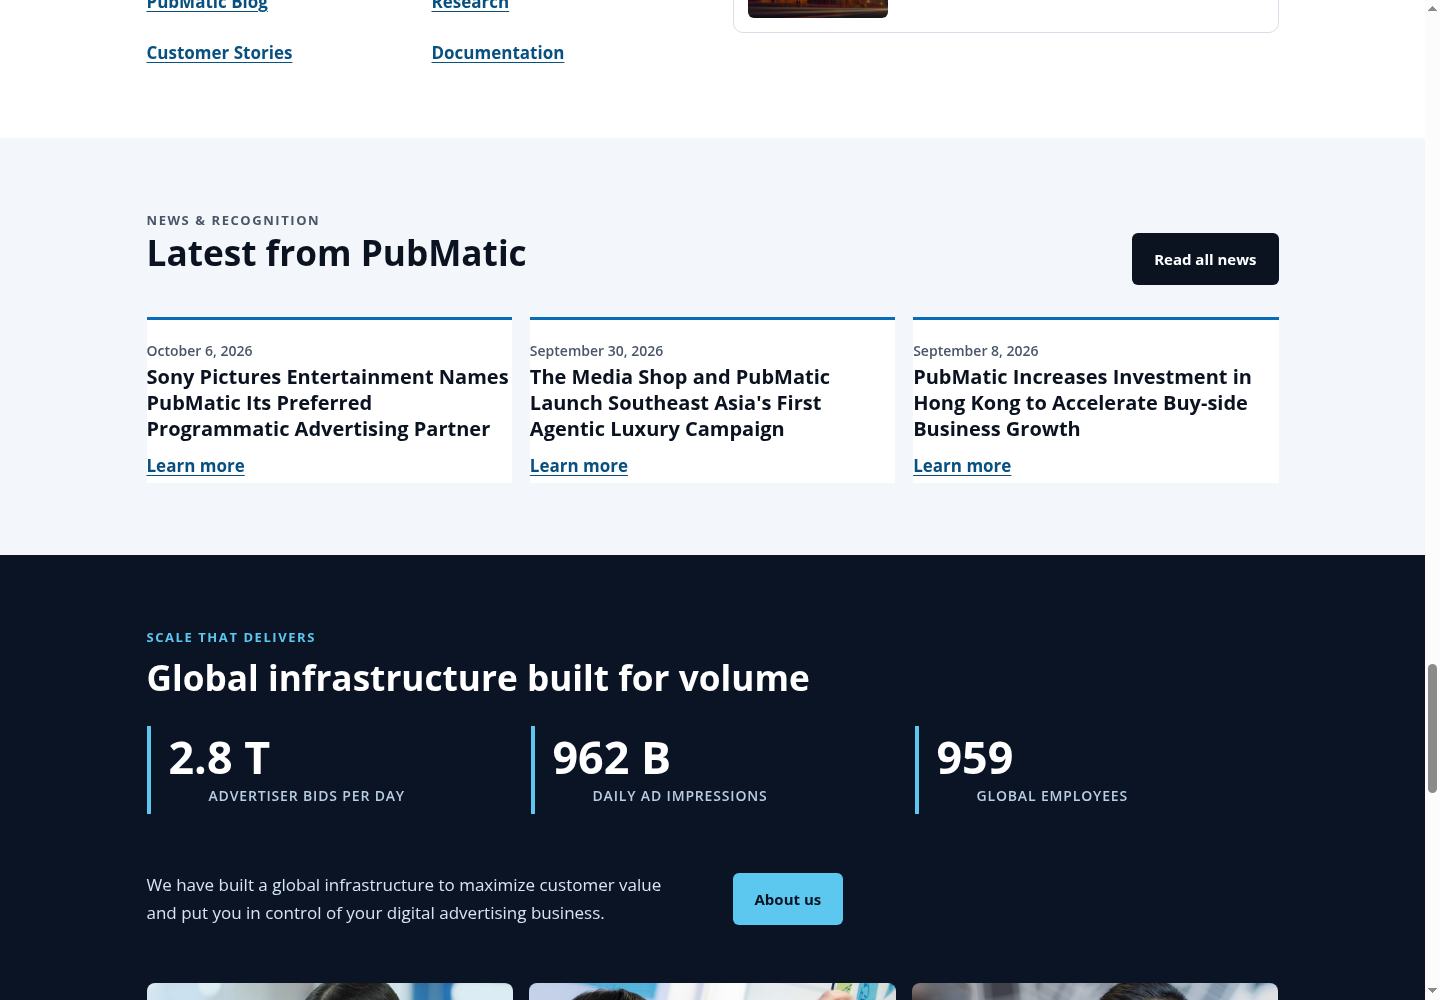 PubMatic Blog
Research
Customer Stories
Documentation
NEWS & RECOGNITION
Latest from PubMatic
Read all news
October 6, 2026
Sony Pictures Entertainment Names
PubMatic Its Preferred
Programmatic Advertising Partner
Learn more
September 30, 2026
The Media Shop and PubMatic
Launch Southeast Asia's First
Agentic Luxury Campaign
Learn more
September 8, 2026
PubMatic Increases Investment in
Hong Kong to Accelerate Buy-side
Business Growth
Learn more
SCALE THAT DELIVERS
Global infrastructure built for volume
2.8 T
ADVERTISER BIDS PER DAY
962 B
DAILY AD IMPRESSIONS
959
GLOBAL EMPLOYEES
We have built a global infrastructure to maximize customer value
and put you in control of your digital advertising business.
About us